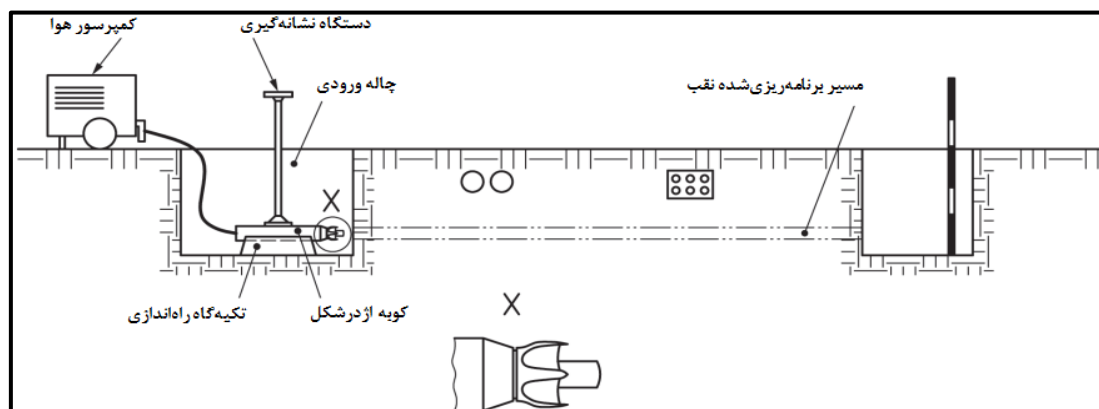 کمپرسور هوا
دستگاه نشانه‌گیری
چاله ورودی
مسیر برنامه‌ریزی‌شده نقب
X
تکیه‌گاه راه‌اندازی
کوبه اژدرشکل
X